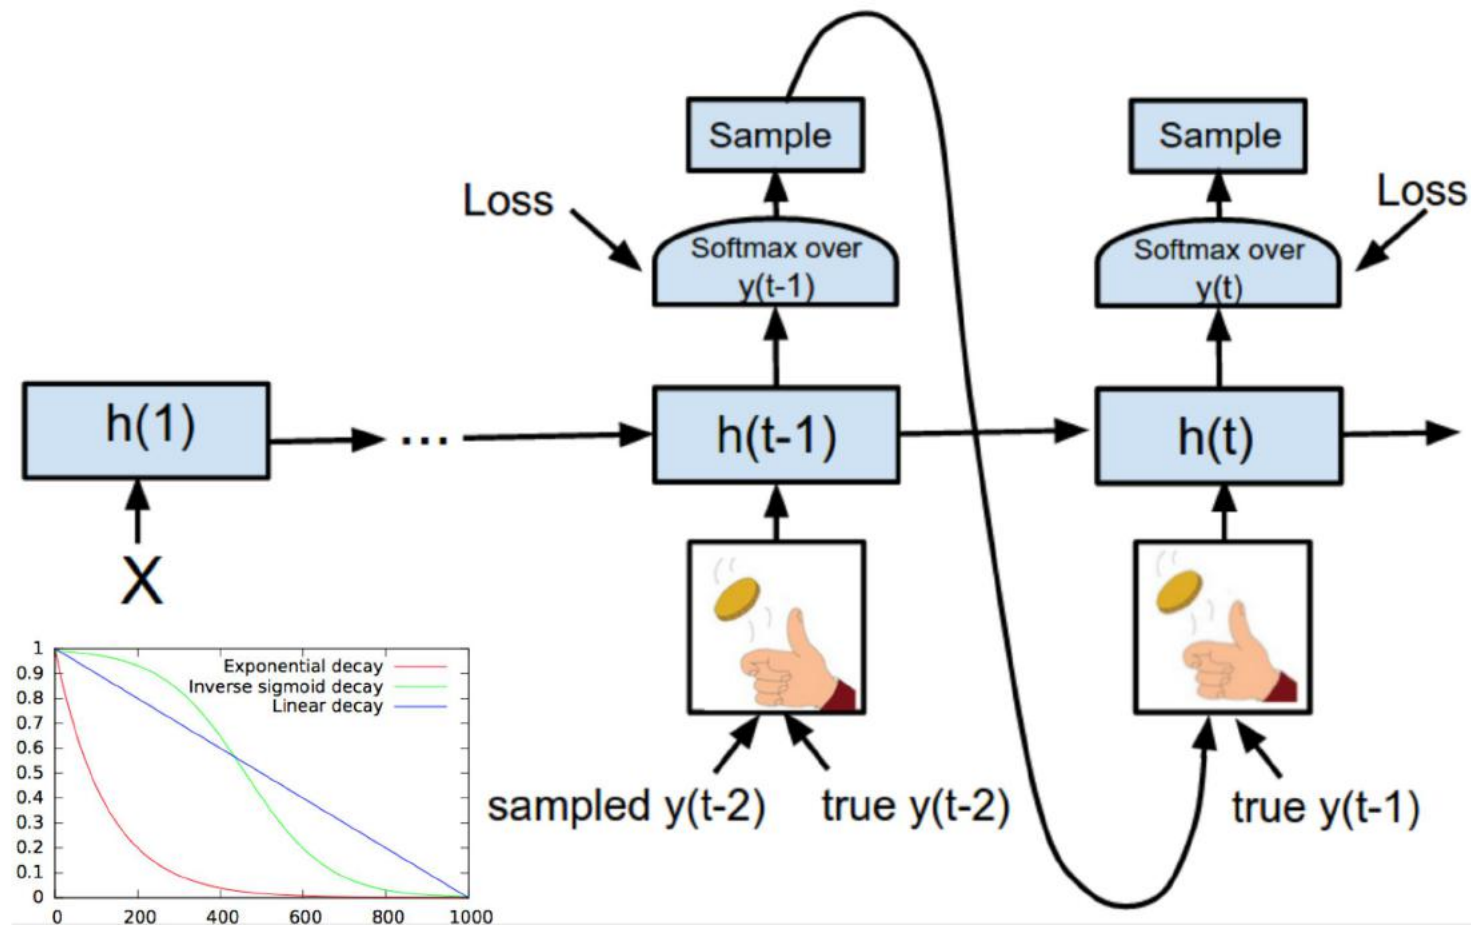 Sample
Sample
Loss
Loss
Softmax over
y(t-1)
Softmax over
y(t)
h(1)
...
h(t-1)
h(t)
X
sampled y(t-2)
true y(t-2)
true y(t-1)
Exponential decay
Inverse sigmoid decay
Linear decay
1
0.9
0.8
0.7
0.6
0.5
0.4
0.3
0.2
0.1
0
0 200 400 600 800 1000